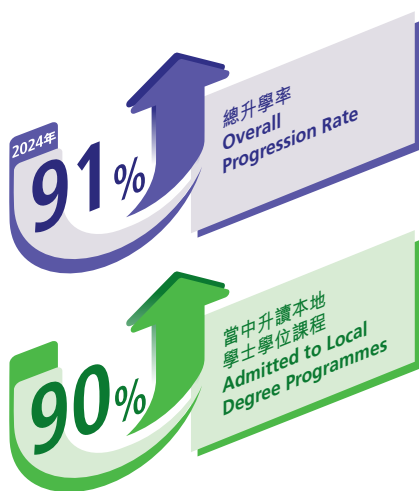 2024年
91%
總升學率
Overall
Progression Rate
90%
當中升讀本地
學士學位課程
Admitted to Local
Degree Programmes